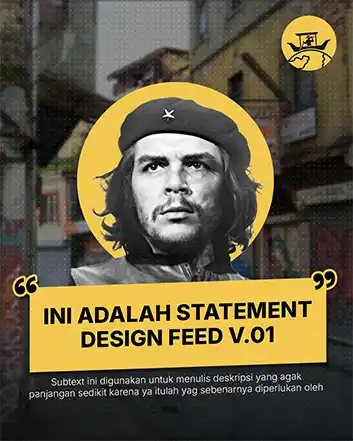 “
”
INI ADALAH STATEMENT
DESIGN FEED V.01
Subtext ini digunakan untuk menulis deskripsi yang agak
panjangan sedikit karena ya itulah yag sebenarnya diperlukan oleh